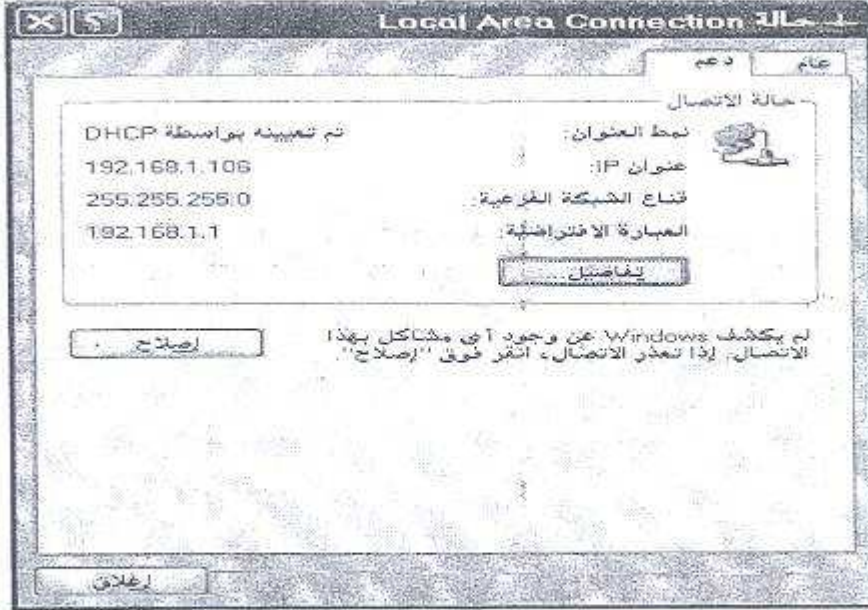 حالة Local Area Connection
عام
دعم
حالة الاتصال
نمط العنوان: تم تعيينه بواسطة DHCP
عنوان IP: 192.168.1.106
قناع الشبكة الفرعية: 255.255.255.0
العبارة الافتراضية: 192.168.1.1
تفاصيل...
لم يكشف Windows عن وجود أي مشاكل بهذا
الاتصال. إذا تعذر الاتصال، انقر فوق "إصلاح".
إصلاح
إغلاق